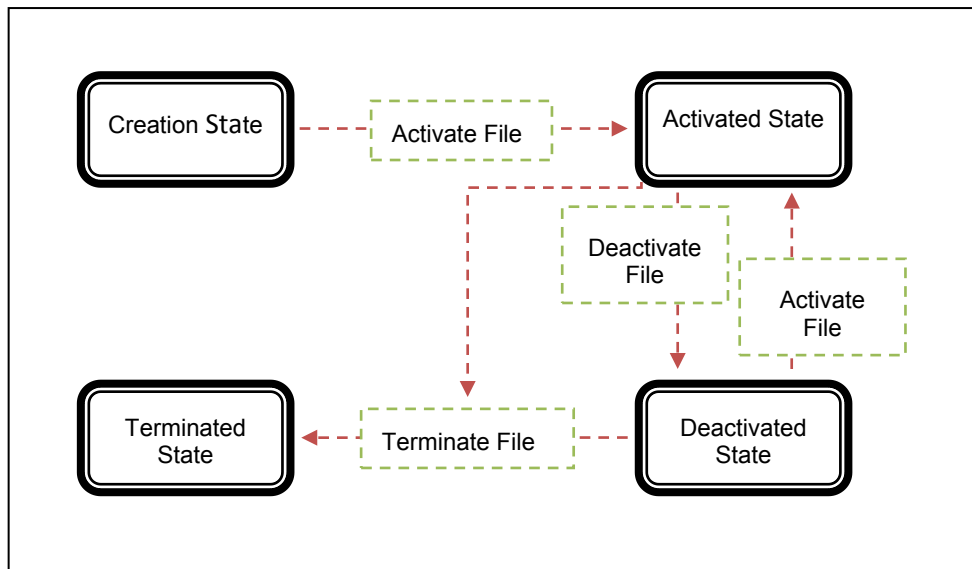 Creation State
Activate File
Activated State
Deactivate
File
Activate
File
Terminated
State
Terminate File
Deactivated
State